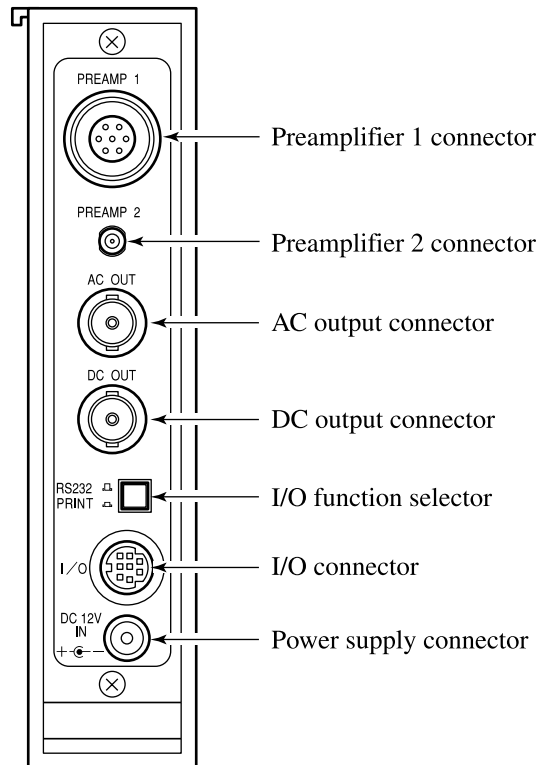 PREAMP 1
Preamplifier 1 connector
PREAMP 2
Preamplifier 2 connector
AC OUT
AC output connector
DC OUT
DC output connector
RS232
PRINT
I/O function selector
I/O
I/O connector
DC 12V
IN
+ −
Power supply connector